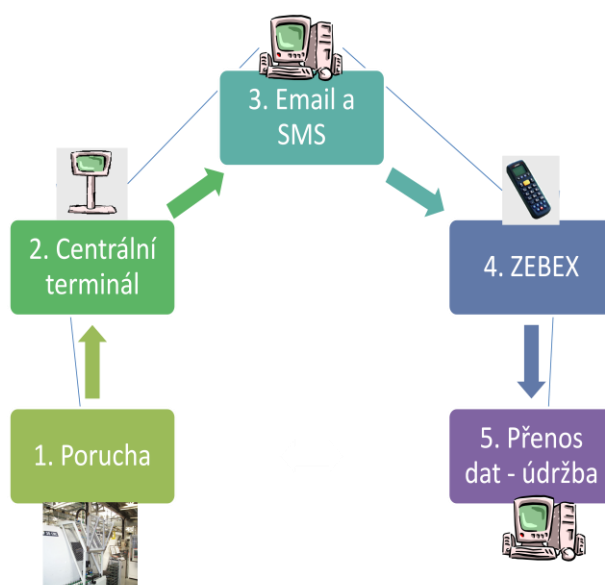 1. Porucha
2. Centrální
terminál
3. Email a
SMS
4. ZEBEX
5. Přenos
dat - údržba